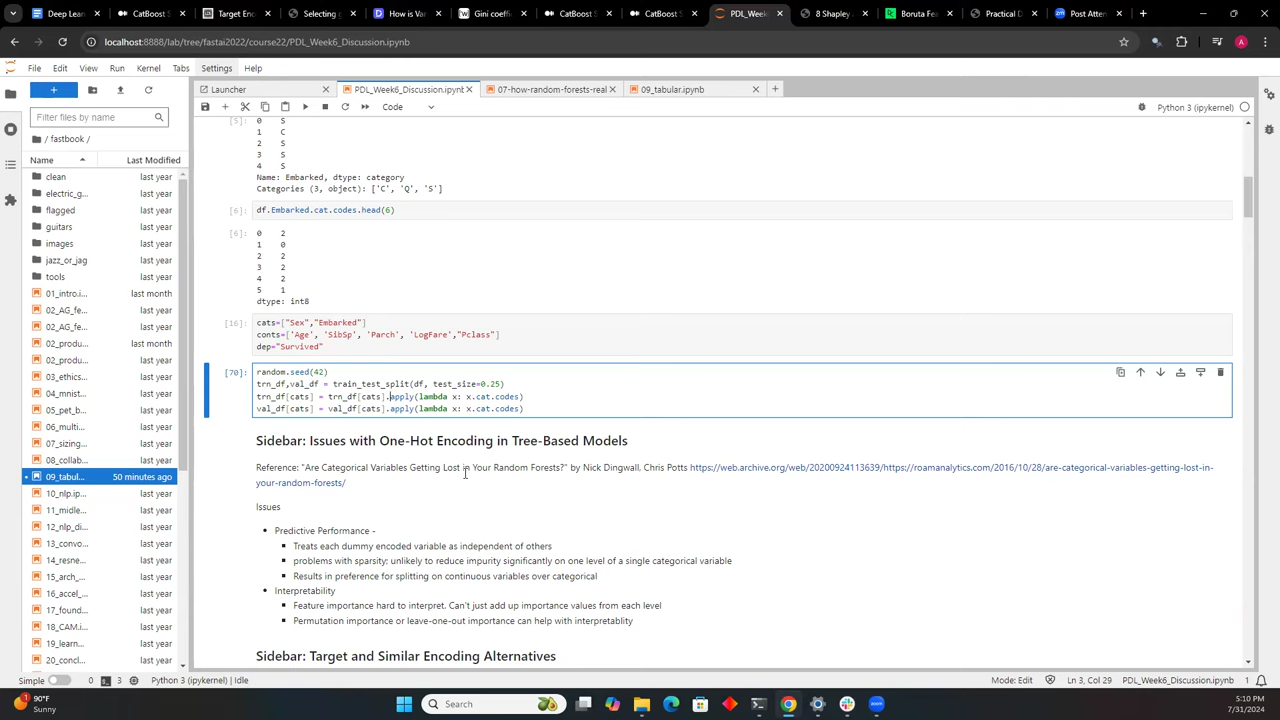 Deep Learn
CatBoost S
Target Enc
Selecting g
How is Var
Gini coeffic
CatBoost S
CatBoost S
PDL_Week
8 Shapley
Boruta Fea
Practical D
Post Atten
localhost:8888/lab/tree/fastai2022/course22/PDL_Week6_Discussion.ipynb
A
File Edit View Run Kernel Tabs Settings Help
Launcher
PDL_Week6_Discussion.ipynb
07-how-random-forests-real
09_tabular.ipynb
Code
Python 3 (ipykernel)
Filter files by name
/ fastbook /
Name Last Modified
clean last year
electric_g... last year
flagged last year
guitars last year
images last year
jazz_or_jag last year
tools last year
01_intro.i... last month
02_AG_fe... last year
02_AG_fe... last year
02_produ... last month
02_produ... last year
03_ethics... last year
04_mnist... last year
05_pet_b... last year
06_multi... last year
07_sizing... last year
08_collab... last year
09_tabul... 50 minutes ago
10_nlp.ip... last year
11_midle... last year
12_nlp_di... last year
13_convo... last year
14_resne... last year
15_arch_... last year
16_accel_... last year
17_found... last year
18_CAM.i... last year
19_learn... last year
20_concl... last year
[5]: 0 S
1 C
2 S
3 S
4 S
Name: Embarked, dtype: category
Categories (3, object): ['C', 'Q', 'S']
[6]: df.Embarked.cat.codes.head(6)
[6]: 0 2
1 0
2 2
3 2
4 2
5 1
dtype: int8
[16]: cats=["Sex","Embarked"]
conts=['Age', 'SibSp', 'Parch', 'LogFare',"Pclass"]
dep="Survived"
[70]: random.seed(42)
trn_df,val_df = train_test_split(df, test_size=0.25)
trn_df[cats] = trn_df[cats].apply(lambda x: x.cat.codes)
val_df[cats] = val_df[cats].apply(lambda x: x.cat.codes)
Sidebar: Issues with One-Hot Encoding in Tree-Based Models
Reference: "Are Categorical Variables Getting Lost in Your Random Forests?" by Nick Dingwall, Chris Potts https://web.archive.org/web/20200924113639/https://roamanalytics.com/2016/10/28/are-categorical-variables-getting-lost-in-
your-random-forests/
Issues
Predictive Performance -
Treats each dummy encoded variable as independent of others
problems with sparsity: unlikely to reduce impurity significantly on one level of a single categorical variable
Results in preference for splitting on continuous variables over categorical
Interpretability
Feature importance hard to interpret. Can't just add up importance values from each level
Permutation importance or leave-one-out importance can help with interpretablity
Sidebar: Target and Similar Encoding Alternatives
Simple 0 3 Python 3 (ipykernel) | Idle
Mode: Edit Ln 3, Col 29 PDL_Week6_Discussion.ipynb 1
90°F
Sunny
Search
5:10 PM
7/31/2024